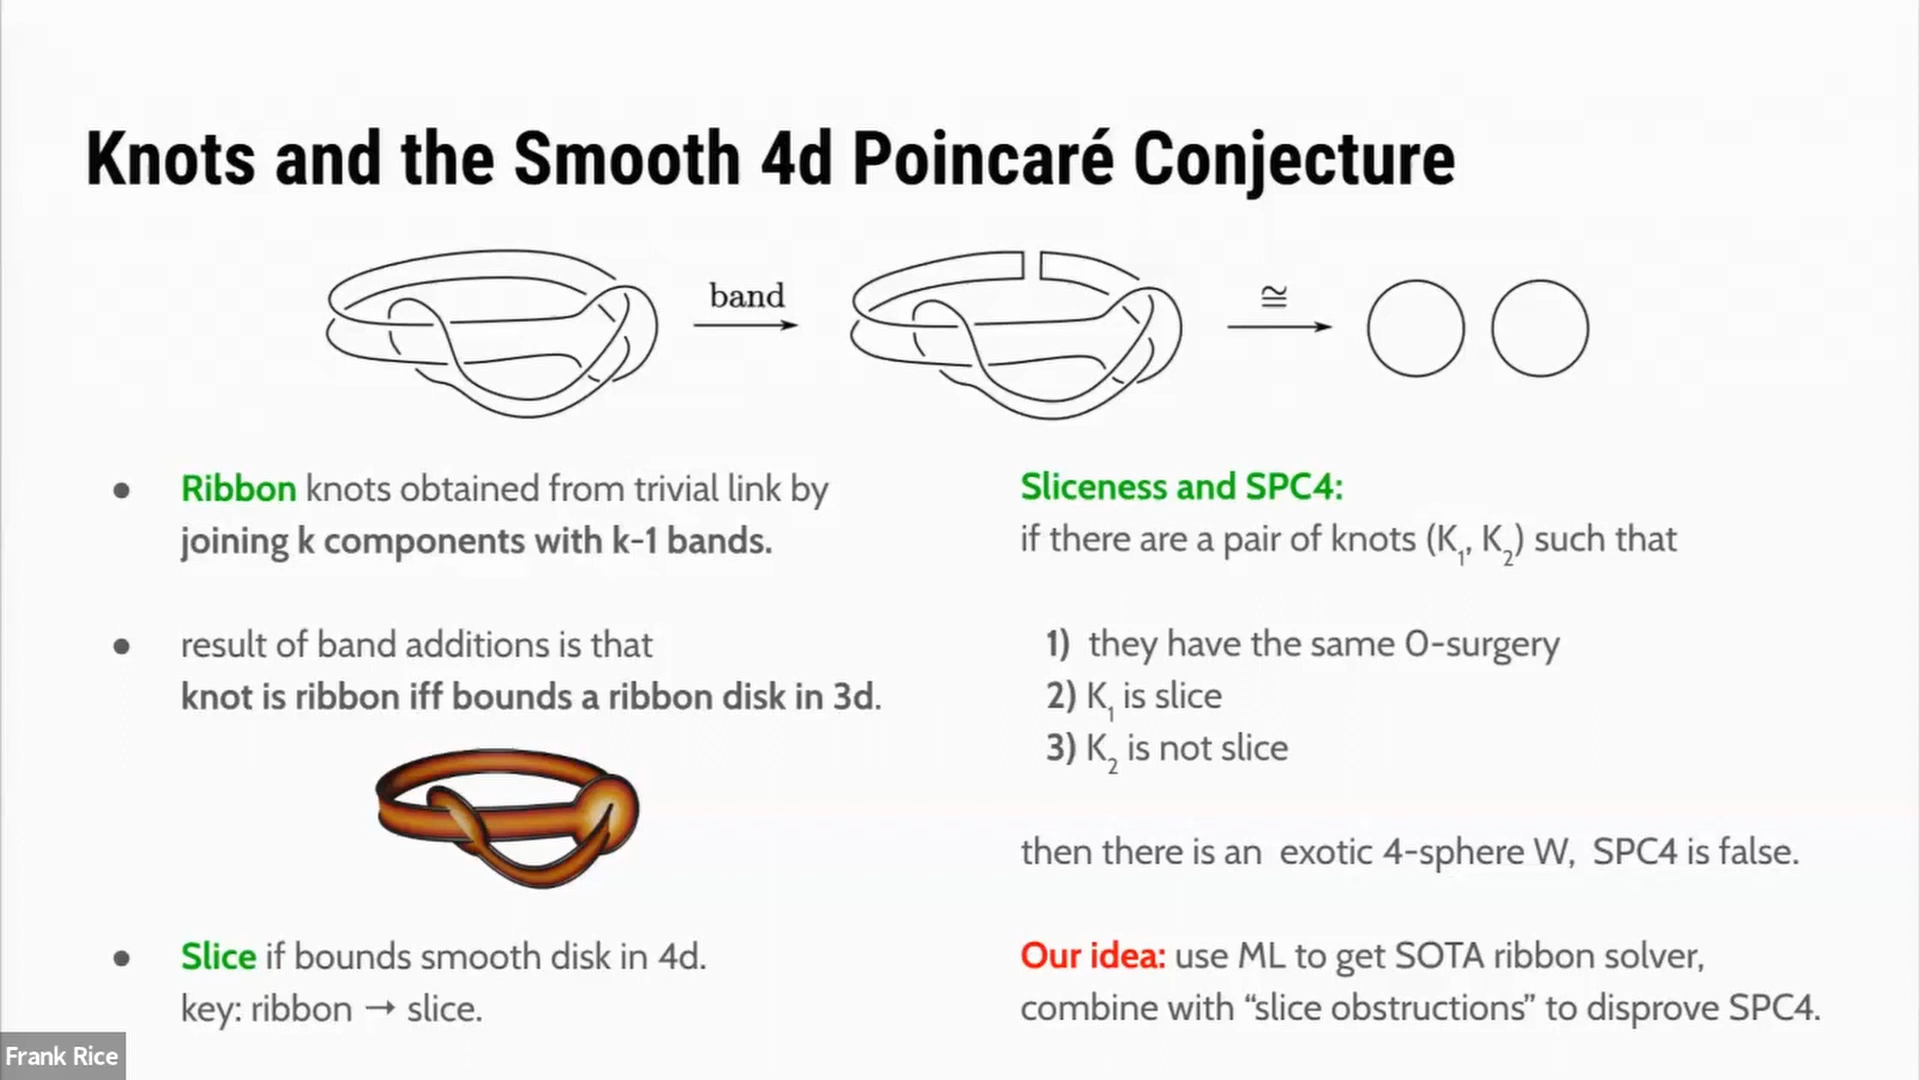 Knots and the Smooth 4d Poincaré Conjecture
band
≅
● Ribbon knots obtained from trivial link by
joining k components with k-1 bands.
● result of band additions is that
knot is ribbon iff bounds a ribbon disk in 3d.
● Slice if bounds smooth disk in 4d.
key: ribbon → slice.
Sliceness and SPC4:
if there are a pair of knots (K₁, K₂) such that
1) they have the same 0-surgery
2) K₁ is slice
3) K₂ is not slice
then there is an exotic 4-sphere W, SPC4 is false.
Our idea: use ML to get SOTA ribbon solver,
combine with “slice obstructions” to disprove SPC4.
Frank Rice